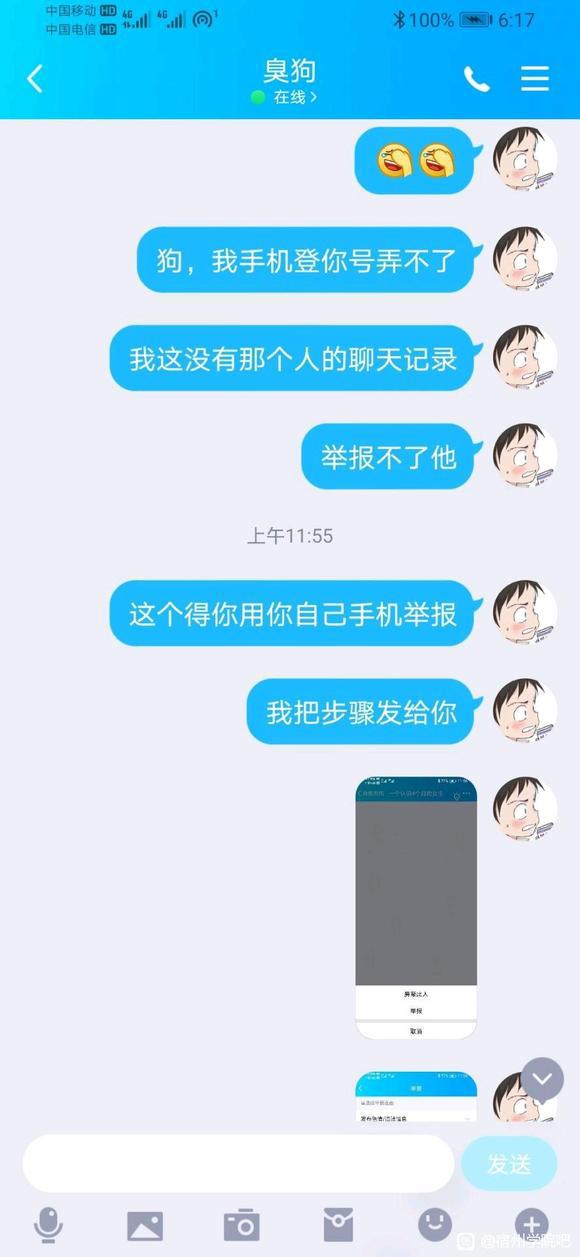 中国移动 HD 4G 4G 1 100% 6:17
中国电信 HD
臭狗
在线
狗，我手机登你号弄不了
我这没有那个人的聊天记录
举报不了他
上午11:55
这个得你用你自己手机举报
我把步骤发给你
屏蔽此人
举报
取消
举报
发送
@宿州学院吧